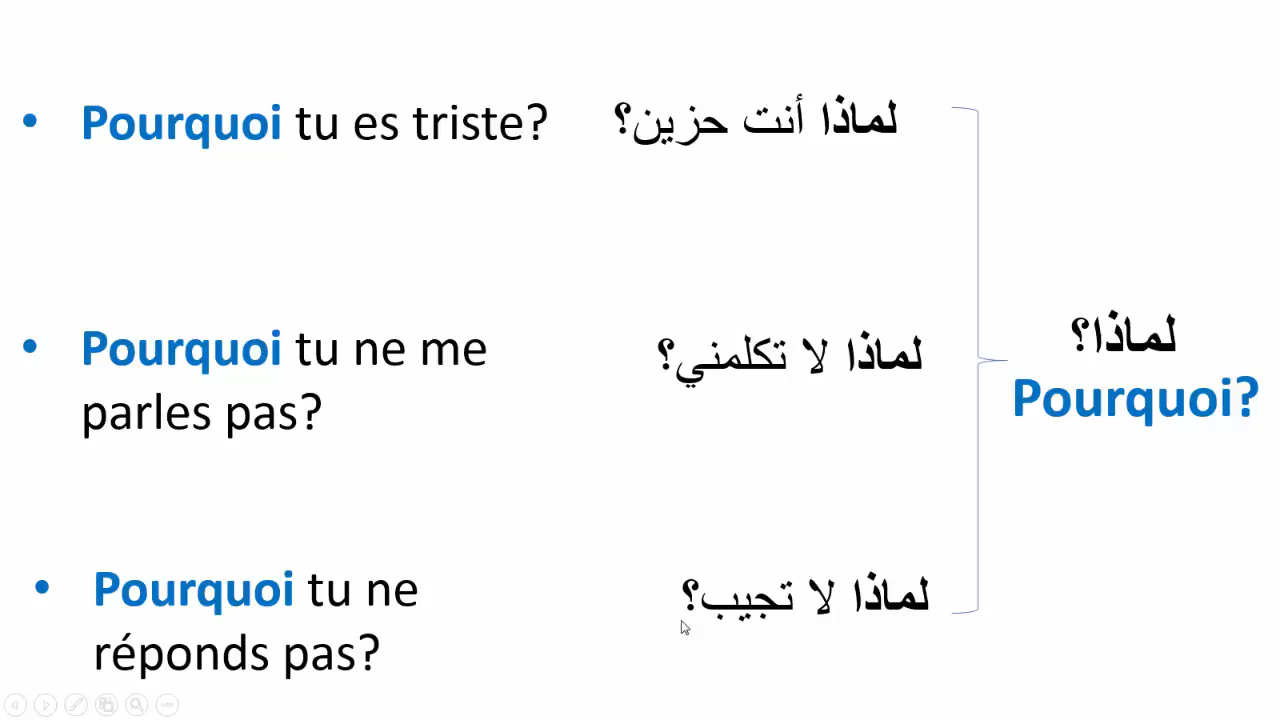 • Pourquoi tu es triste?
لماذا أنت حزين؟
• Pourquoi tu ne me
parles pas?
لماذا لا تكلمني؟
لماذا؟
Pourquoi?
• Pourquoi tu ne
réponds pas?
لماذا لا تجيب؟